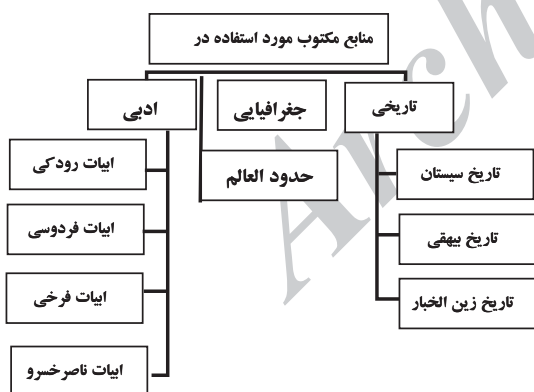 منابع مکتوب مورد استفاده در
تاریخی
جغرافیایی
ادبی
تاریخ سیستان
تاریخ بیهقی
تاریخ زین الخبار
حدود العالم
ابیات رودکی
ابیات فردوسی
ابیات فرخی
ابیات ناصرخسرو
Arch